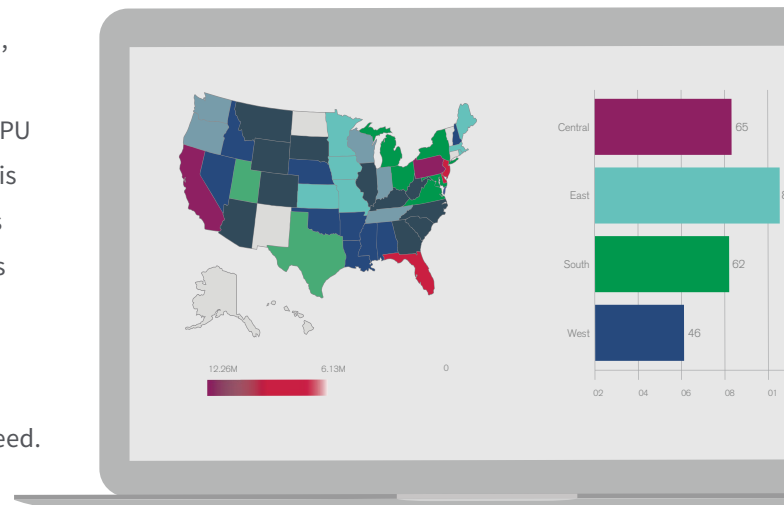 ,
PU
is
s
s
eed.
Central
65
East
South
62
West
46
12.26M
6.13M
0
02
04
06
08
01